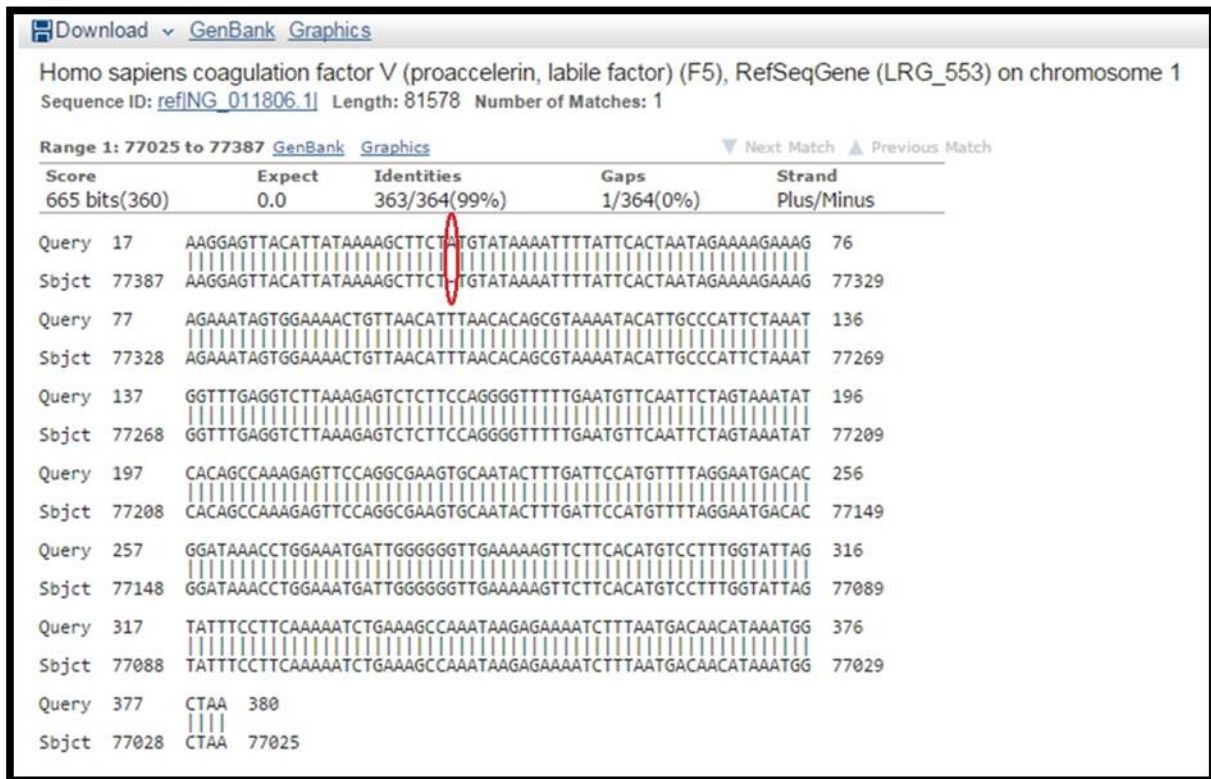 Download GenBank Graphics
Homo sapiens coagulation factor V (proaccelerin, labile factor) (F5), RefSeqGene (LRG_553) on chromosome 1
Sequence ID: ref|NG_011806.1| Length: 81578 Number of Matches: 1
Range 1: 77025 to 77387 GenBank Graphics Next Match Previous Match
Score Expect Identities Gaps Strand
665 bits(360) 0.0 363/364(99%) 1/364(0%) Plus/Minus
Query 17 AAGGAGTTACATTATAAAAGCTTCTATGTATAAAATTTTATTCACTAATAGAAAAGAAAG 76
Sbjct 77387 AAGGAGTTACATTATAAAAGCTTCT-TGTATAAAATTTTATTCACTAATAGAAAAGAAAG 77329
Query 77 AGAAATAGTGGAAAACTGTTAACATTTAACACAGCGTAAAATACATTGCCCATTCTAAAT 136
Sbjct 77328 AGAAATAGTGGAAAACTGTTAACATTTAACACAGCGTAAAATACATTGCCCATTCTAAAT 77269
Query 137 GGTTTGAGGTCTTAAAGAGTCTCTTCCAGGGGTTTTTGAATGTTCAATTCTAGTAAATAT 196
Sbjct 77268 GGTTTGAGGTCTTAAAGAGTCTCTTCCAGGGGTTTTTGAATGTTCAATTCTAGTAAATAT 77209
Query 197 CACAGCCAAAGAGTTCCAGGCGAAGTGCAATACTTTGATTCCATGTTTTAGGAATGACAC 256
Sbjct 77208 CACAGCCAAAGAGTTCCAGGCGAAGTGCAATACTTTGATTCCATGTTTTAGGAATGACAC 77149
Query 257 GGATAAACCTGGAAATGATTGGGGGGTTGAAAAAGTTCTTCACATGTCCTTTGGTATTAG 316
Sbjct 77148 GGATAAACCTGGAAATGATTGGGGGGTTGAAAAAGTTCTTCACATGTCCTTTGGTATTAG 77089
Query 317 TATTTCCTTCAAAAATCTGAAAGCCAAATAAGAGAAAATCTTTAATGACAACATAAATGG 376
Sbjct 77088 TATTTCCTTCAAAAATCTGAAAGCCAAATAAGAGAAAATCTTTAATGACAACATAAATGG 77029
Query 377 CTAA 380
Sbjct 77028 CTAA 77025